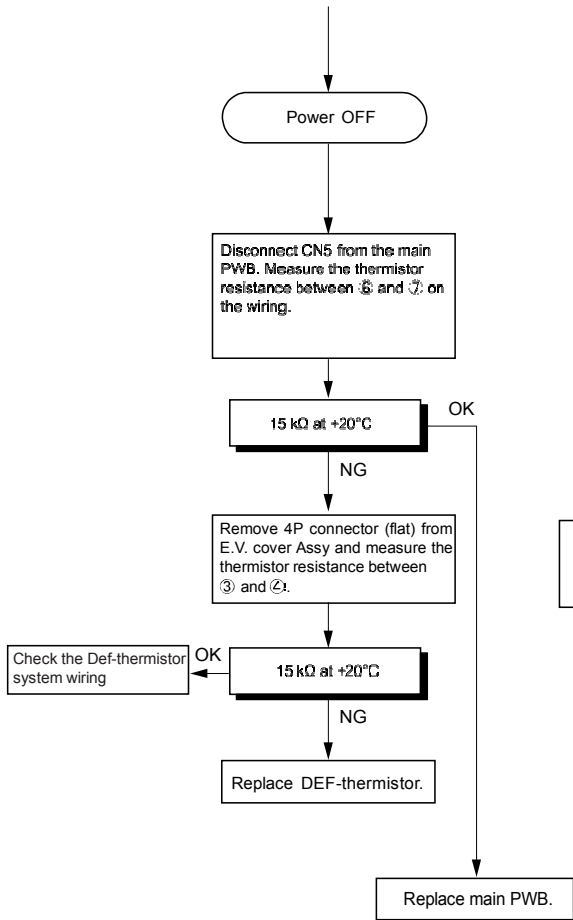 Power OFF
Disconnect CN5 from the main
PWB. Measure the thermistor
resistance between ⑥ and ⑦ on
the wiring.
15 kΩ at +20°C
OK
NG
Remove 4P connector (flat) from
E.V. cover Assy and measure the
thermistor resistance between
③ and ④.
Check the Def-thermistor
system wiring
OK
15 kΩ at +20°C
NG
Replace DEF-thermistor.
Replace main PWB.